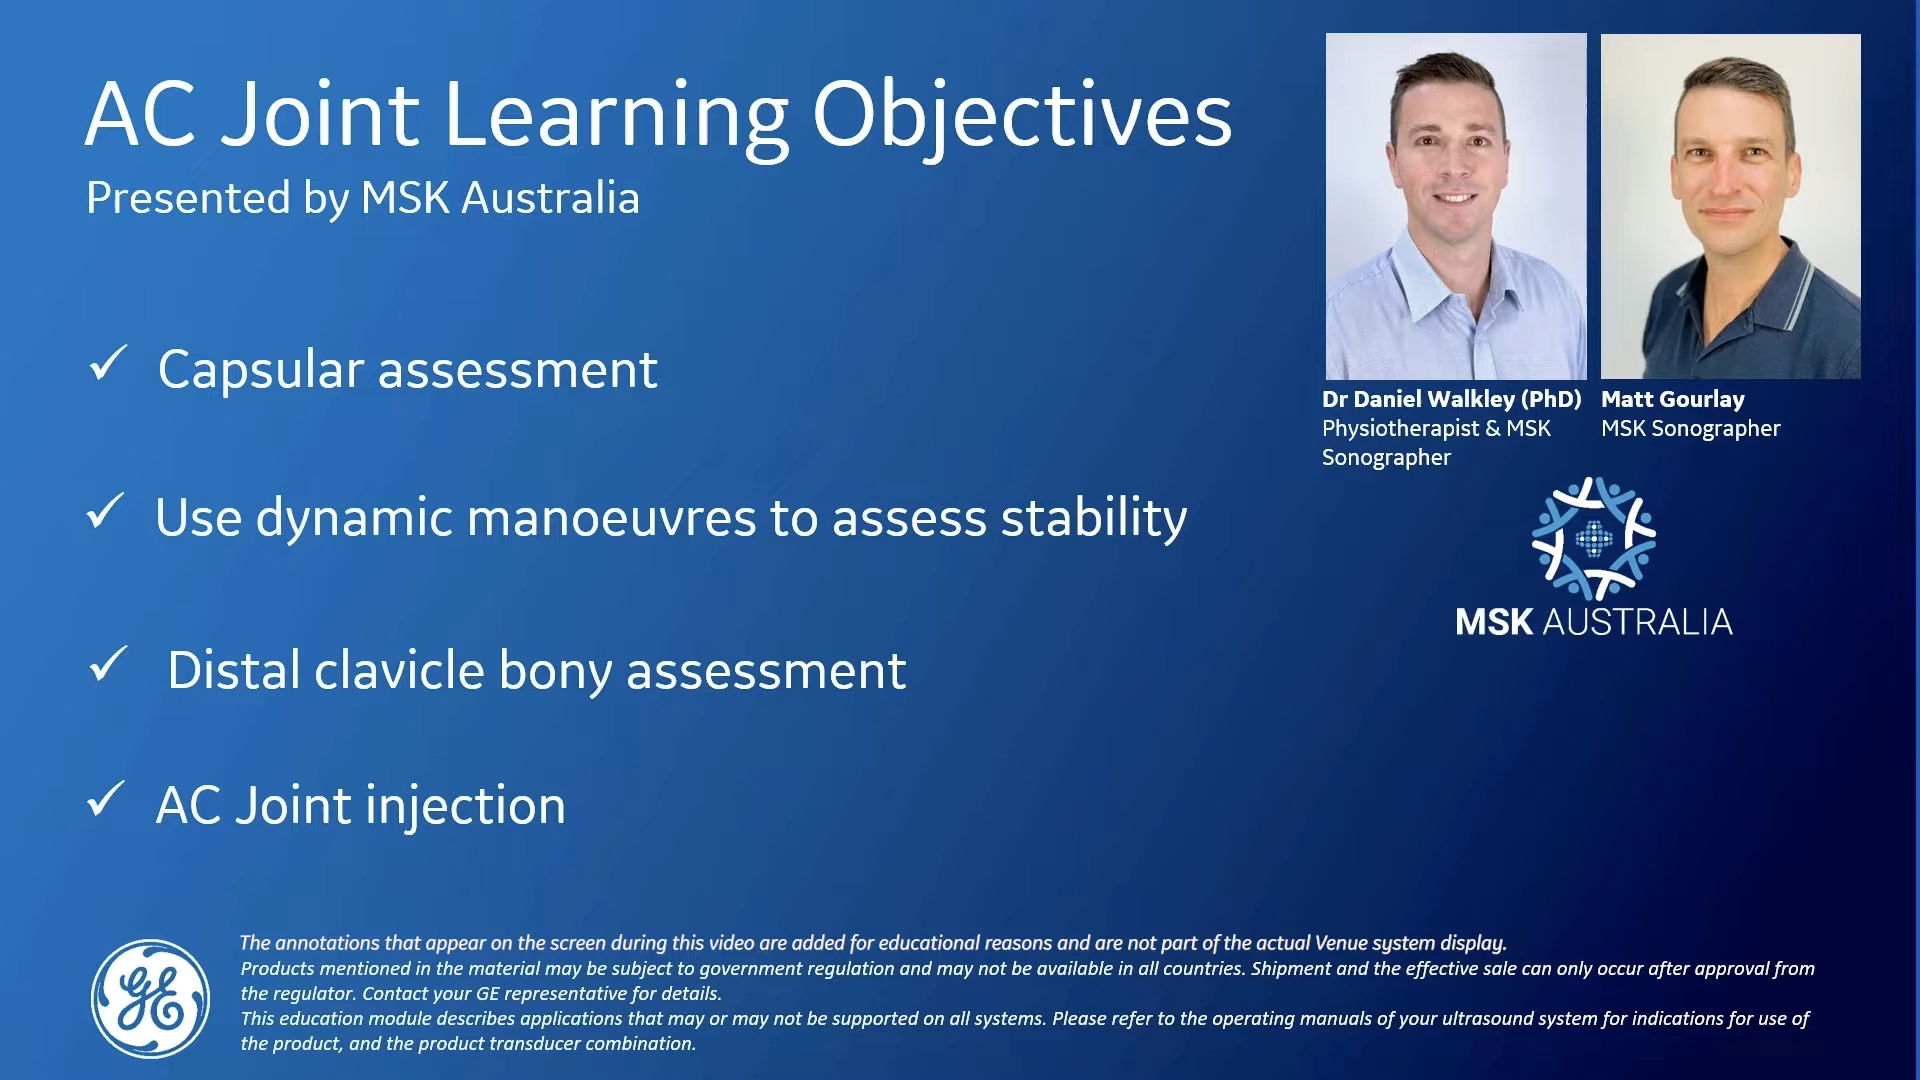 AC Joint Learning Objectives
Presented by MSK Australia
✓ Capsular assessment
✓ Use dynamic manoeuvres to assess stability
✓ Distal clavicle bony assessment
✓ AC Joint injection
Dr Daniel Walkley (PhD)
Physiotherapist & MSK
Sonographer
Matt Gourlay
MSK Sonographer
MSK AUSTRALIA
GE
The annotations that appear on the screen during this video are added for educational reasons and are not part of the actual Venue system display.
Products mentioned in the material may be subject to government regulation and may not be available in all countries. Shipment and the effective sale can only occur after approval from
the regulator. Contact your GE representative for details.
This education module describes applications that may or may not be supported on all systems. Please refer to the operating manuals of your ultrasound system for indications for use of
the product, and the product transducer combination.